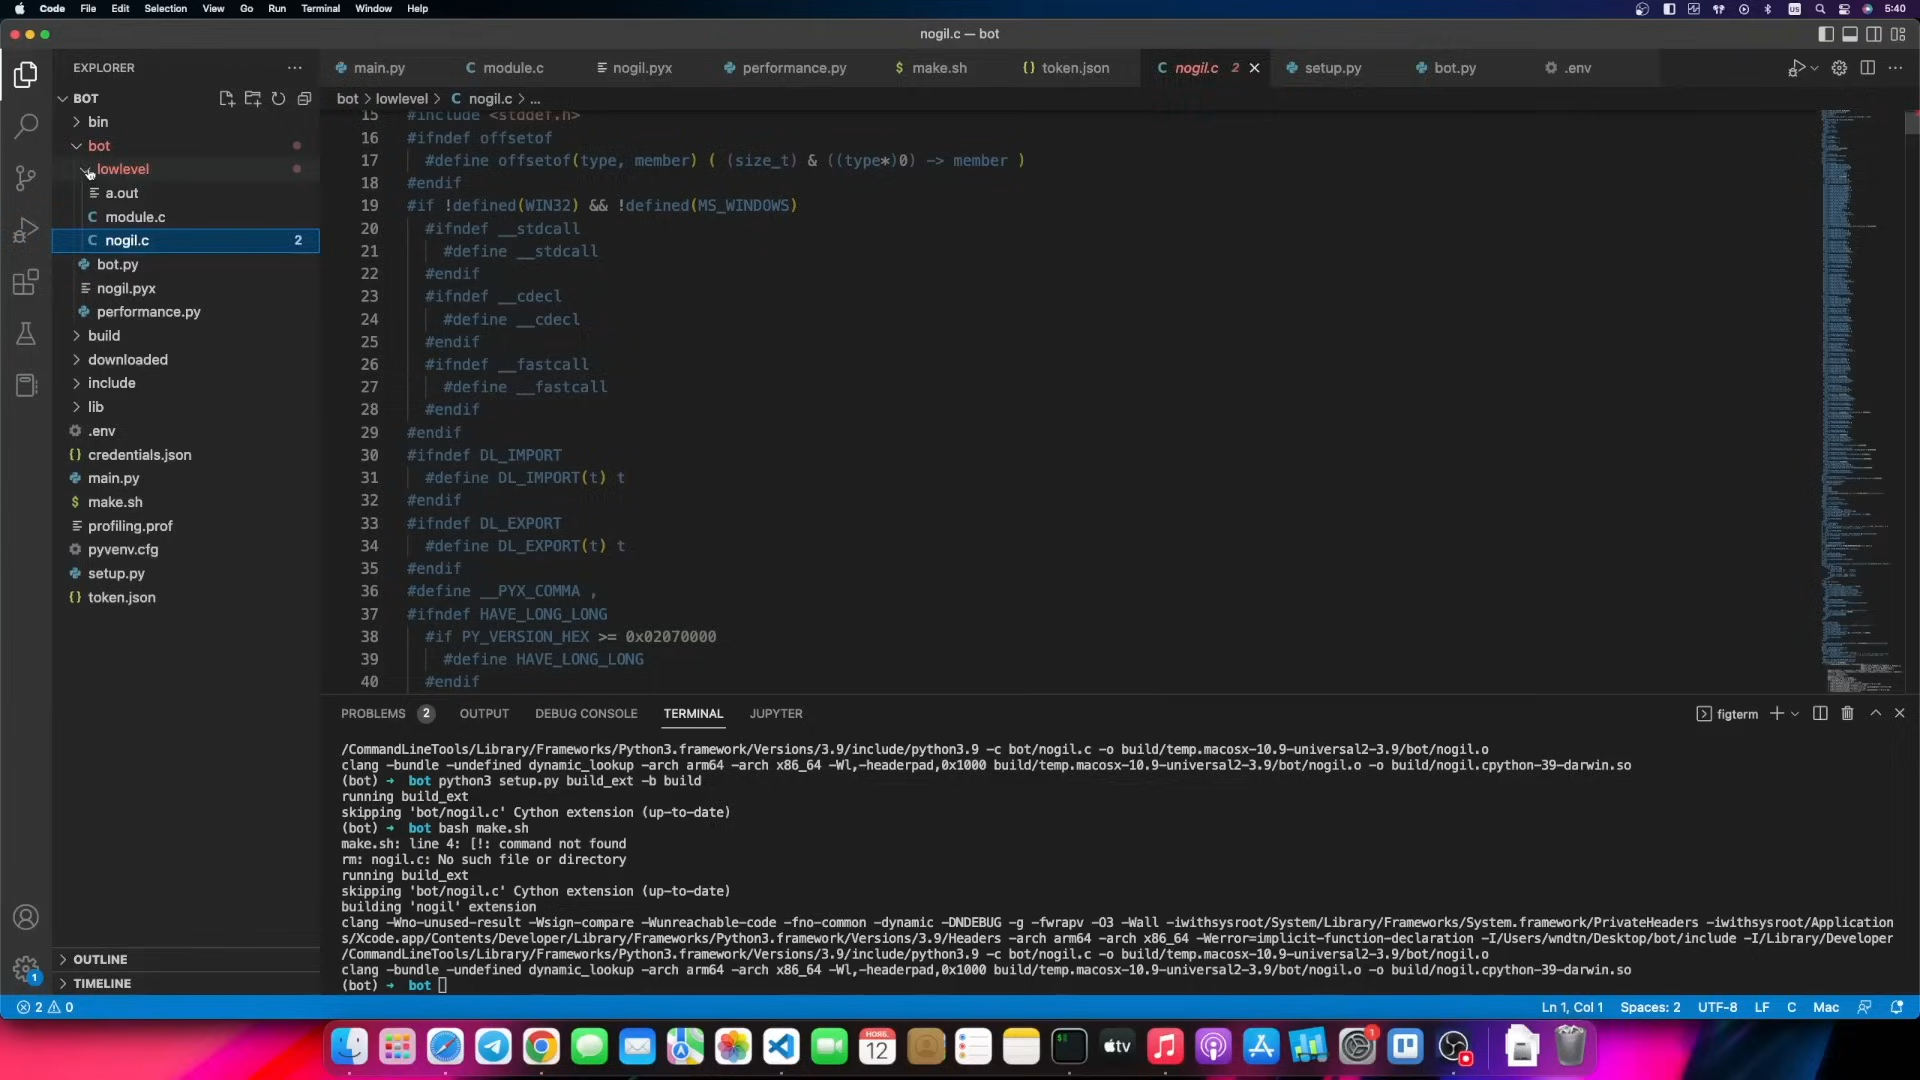 Code File Edit Selection View Go Run Terminal Window Help US 5:40
nogil.c — bot
EXPLORER
BOT
bin
bot
lowlevel
a.out
module.c
nogil.c 2
bot.py
nogil.pyx
performance.py
build
downloaded
include
lib
.env
credentials.json
main.py
make.sh
profiling.prof
pyvenv.cfg
setup.py
token.json
OUTLINE
TIMELINE
main.py module.c nogil.pyx performance.py make.sh token.json nogil.c 2 setup.py bot.py .env
bot > lowlevel > C nogil.c > ...
15 #include <stddef.h>
16 #ifndef offsetof
17 #define offsetof(type, member) ( (size_t) & ((type*)0) -> member )
18 #endif
19 #if !defined(WIN32) && !defined(MS_WINDOWS)
20 #ifndef __stdcall
21 #define __stdcall
22 #endif
23 #ifndef __cdecl
24 #define __cdecl
25 #endif
26 #ifndef __fastcall
27 #define __fastcall
28 #endif
29 #endif
30 #ifndef DL_IMPORT
31 #define DL_IMPORT(t) t
32 #endif
33 #ifndef DL_EXPORT
34 #define DL_EXPORT(t) t
35 #endif
36 #define __PYX_COMMA ,
37 #ifndef HAVE_LONG_LONG
38 #if PY_VERSION_HEX >= 0x02070000
39 #define HAVE_LONG_LONG
40 #endif
PROBLEMS 2 OUTPUT DEBUG CONSOLE TERMINAL JUPYTER figterm
/CommandLineTools/Library/Frameworks/Python3.framework/Versions/3.9/include/python3.9 -c bot/nogil.c -o build/temp.macosx-10.9-universal2-3.9/bot/nogil.o
clang -bundle -undefined dynamic_lookup -arch arm64 -arch x86_64 -Wl,-headerpad,0x1000 build/temp.macosx-10.9-universal2-3.9/bot/nogil.o -o build/nogil.cpython-39-darwin.so
(bot) → bot python3 setup.py build_ext -b build
running build_ext
skipping 'bot/nogil.c' Cython extension (up-to-date)
(bot) → bot bash make.sh
make.sh: line 4: [!: command not found
rm: nogil.c: No such file or directory
running build_ext
skipping 'bot/nogil.c' Cython extension (up-to-date)
building 'nogil' extension
clang -Wno-unused-result -Wsign-compare -Wunreachable-code -fno-common -dynamic -DNDEBUG -g -fwrapv -O3 -Wall -iwithsysroot/System/Library/Frameworks/System.framework/PrivateHeaders -iwithsysroot/Application
s/Xcode.app/Contents/Developer/Library/Frameworks/Python3.framework/Versions/3.9/Headers -arch arm64 -arch x86_64 -Werror=implicit-function-declaration -I/Users/wndtn/Desktop/bot/include -I/Library/Developer
/CommandLineTools/Library/Frameworks/Python3.framework/Versions/3.9/include/python3.9 -c bot/nogil.c -o build/temp.macosx-10.9-universal2-3.9/bot/nogil.o
clang -bundle -undefined dynamic_lookup -arch arm64 -arch x86_64 -Wl,-headerpad,0x1000 build/temp.macosx-10.9-universal2-3.9/bot/nogil.o -o build/nogil.cpython-39-darwin.so
(bot) → bot
1
2 0 Ln 1, Col 1 Spaces: 2 UTF-8 LF C Mac
НОЯБ. 12 tv 1